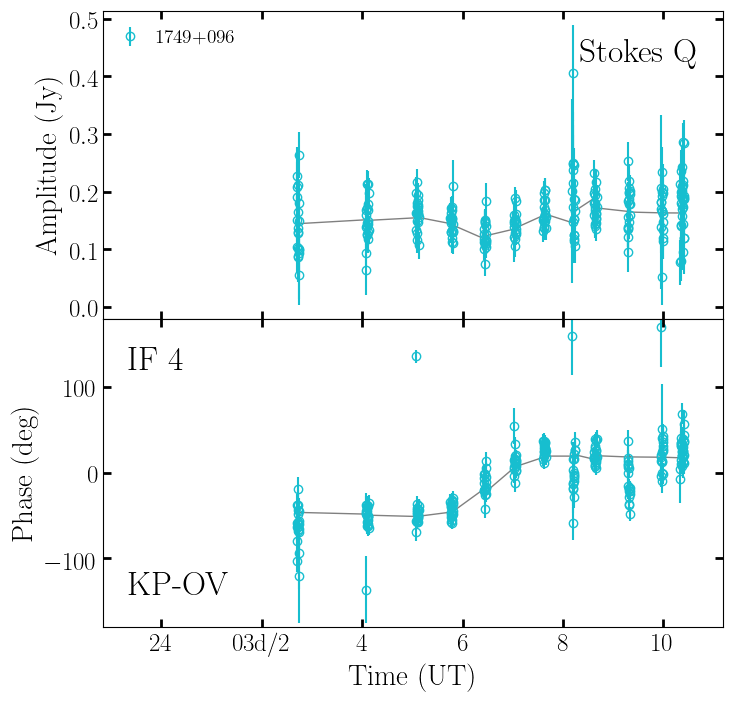 1749+096
Stokes Q
0.5
0.4
0.3
0.2
0.1
0.0
Amplitude (Jy)
IF 4
100
0
−100
Phase (deg)
KP-OV
24 03d/2 4 6 8 10
Time (UT)